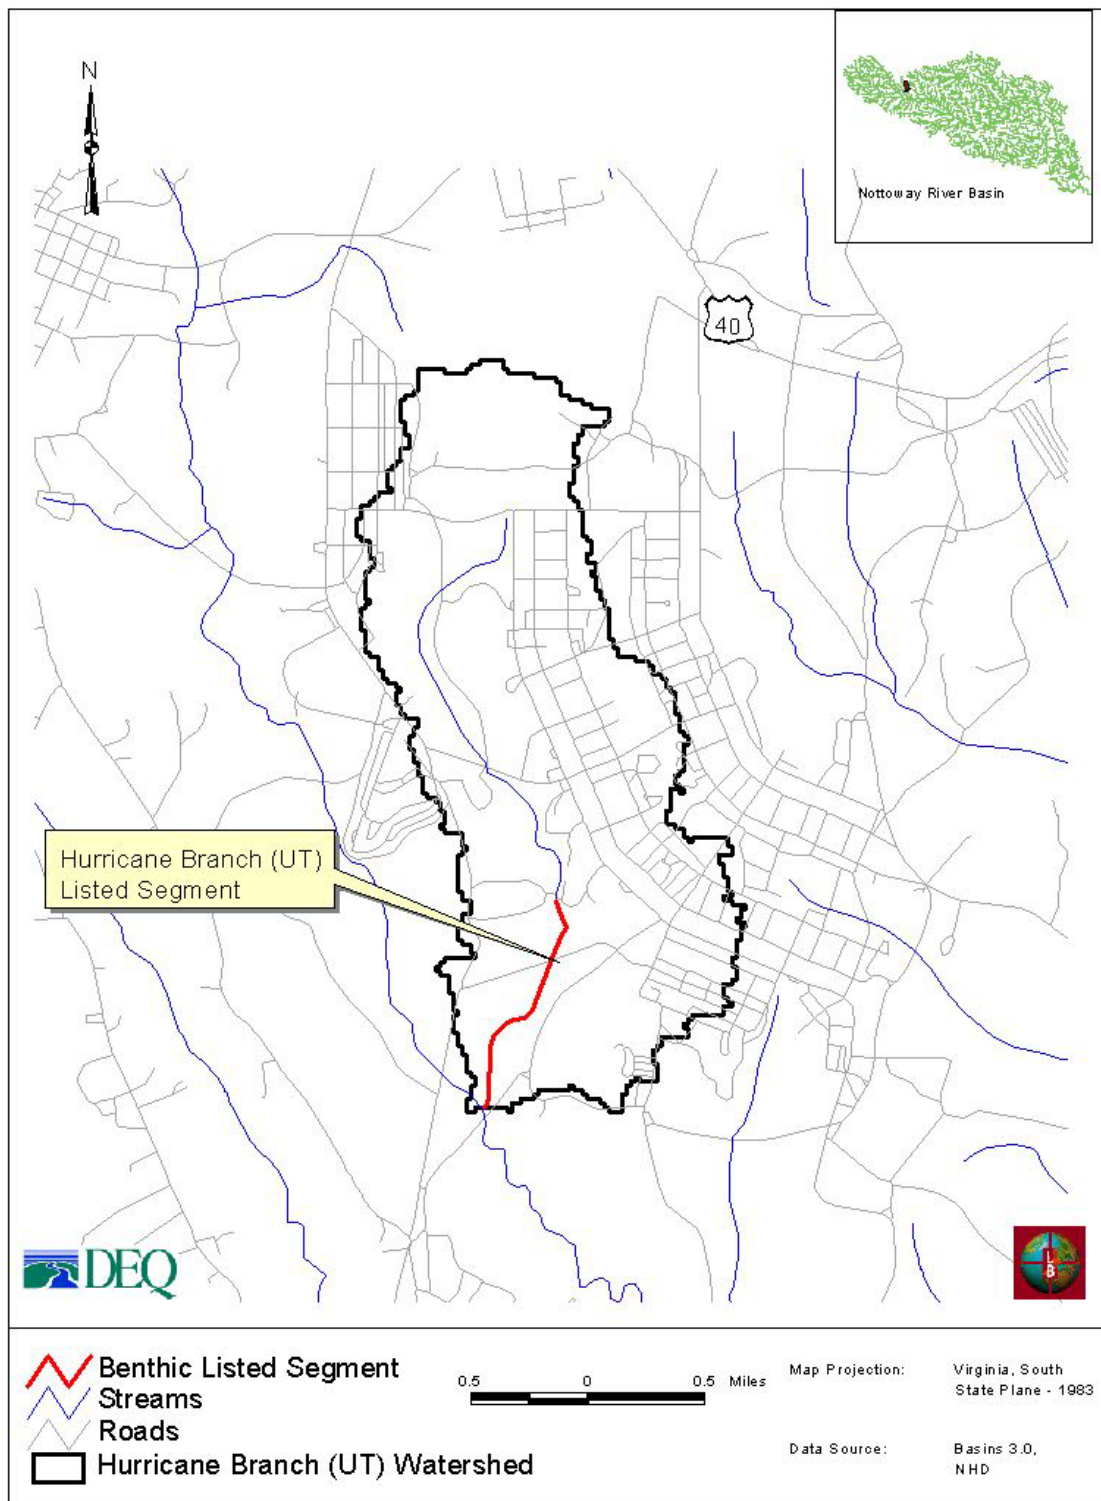 N
Nottoway River Basin
40
Hurricane Branch (UT)
Listed Segment
DEQ
L
B
Benthic Listed Segment
Streams
Roads
Hurricane Branch (UT) Watershed
0.5 0 0.5 Miles
Map Projection: Virginia, South
State Plane - 1983
Data Source: Basins 3.0,
NHD